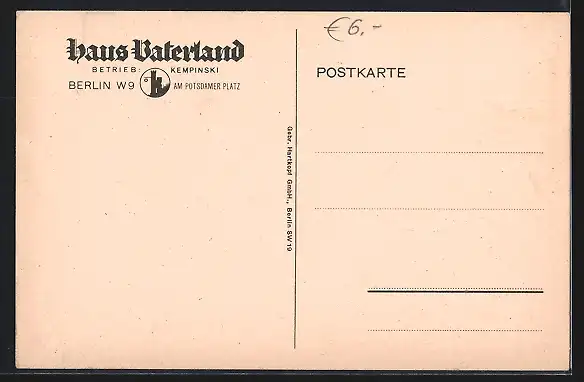 Haus Vaterland
BETRIEB: KEMPINSKI
BERLIN W9 AM POTSDAMER PLATZ
Gebr. Hartkopf GmbH., Berlin SW 19
€ 6,-
POSTKARTE